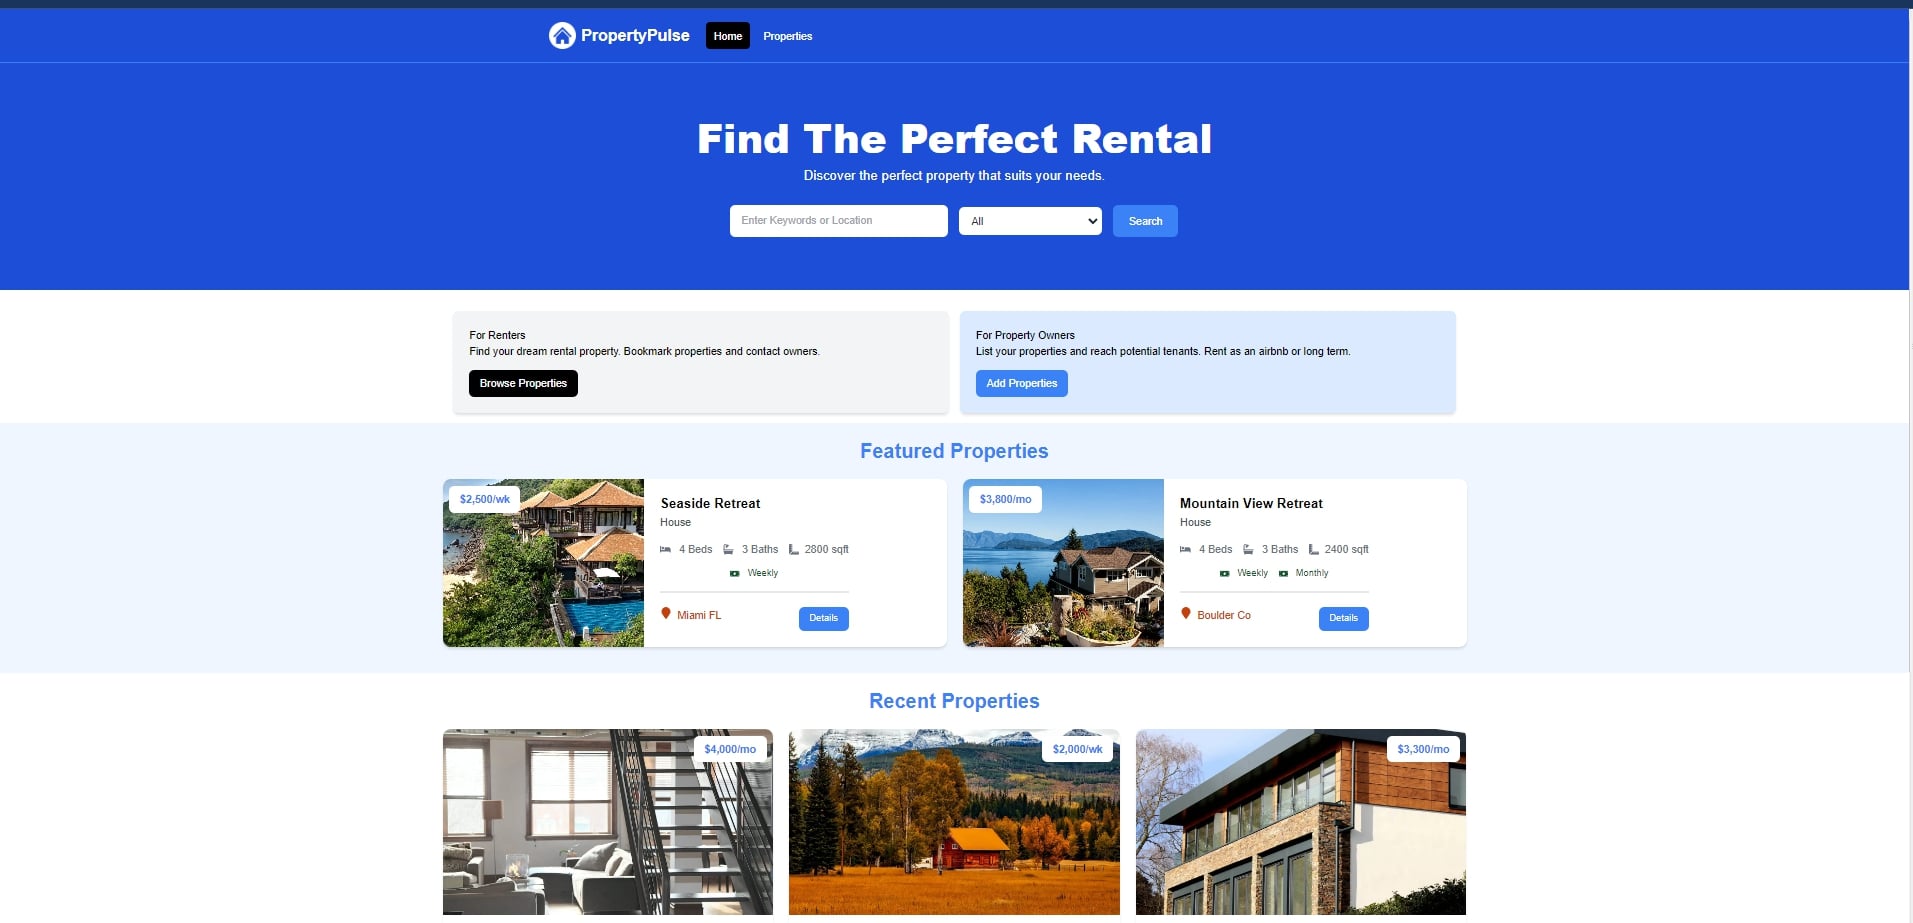 PropertyPulse Home Properties
Find The Perfect Rental
Discover the perfect property that suits your needs.
Enter Keywords or Location All Search
For Renters
Find your dream rental property. Bookmark properties and contact owners.
Browse Properties
For Property Owners
List your properties and reach potential tenants. Rent as an airbnb or long term.
Add Properties
Featured Properties
$2,500/wk
Seaside Retreat
House
4 Beds 3 Baths 2800 sqft
Weekly
Miami FL Details
$3,800/mo
Mountain View Retreat
House
4 Beds 3 Baths 2400 sqft
Weekly Monthly
Boulder Co Details
Recent Properties
$4,000/mo
$2,000/wk
$3,300/mo